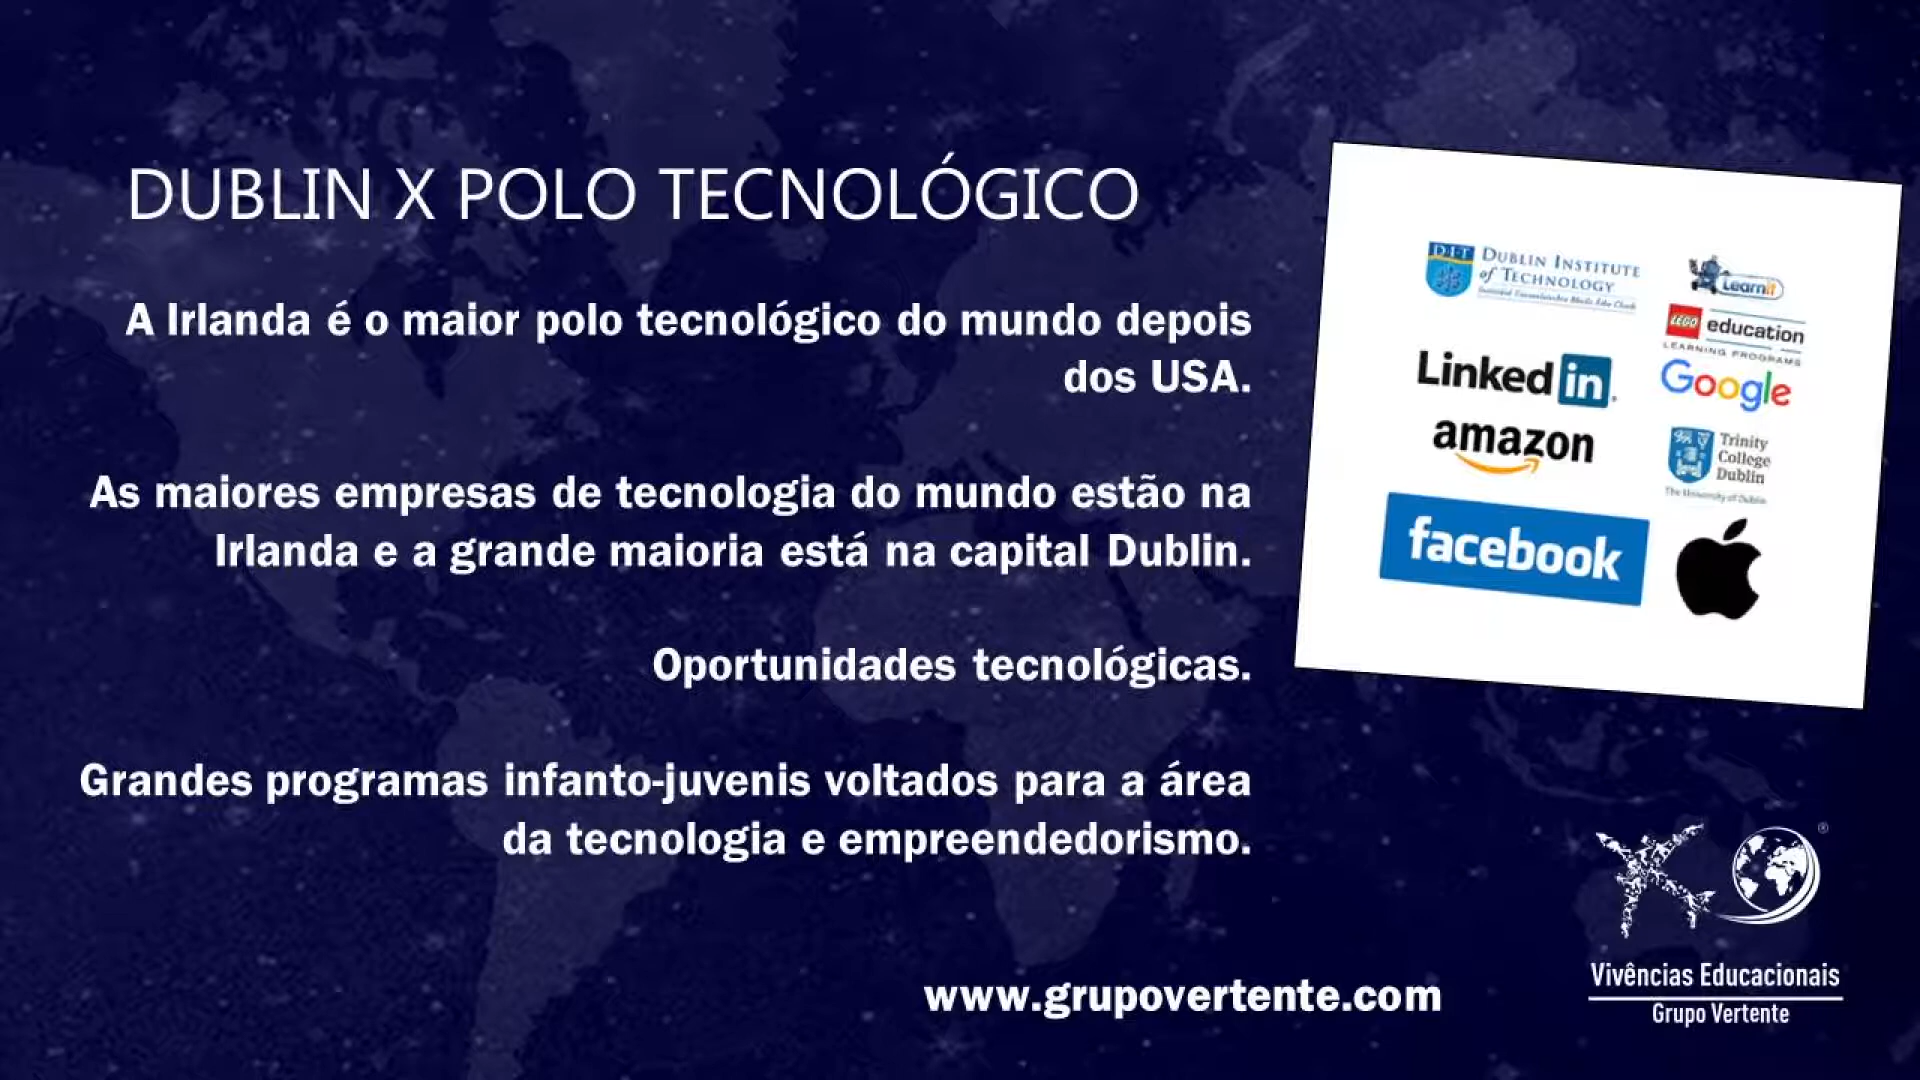 DUBLIN X POLO TECNOLÓGICO
A Irlanda é o maior polo tecnológico do mundo depois
dos USA.
As maiores empresas de tecnologia do mundo estão na
Irlanda e a grande maioria está na capital Dublin.
Oportunidades tecnológicas.
Grandes programas infanto-juvenis voltados para a área
da tecnologia e empreendedorismo.
www.grupovertente.com
DIT
DUBLIN INSTITUTE
of TECHNOLOGY
Learnit
LEGO education
LEARNING PROGRAMS
Linked in
Google
amazon
Trinity
College
Dublin
The University of Dublin
facebook
Vivências Educacionais
Grupo Vertente